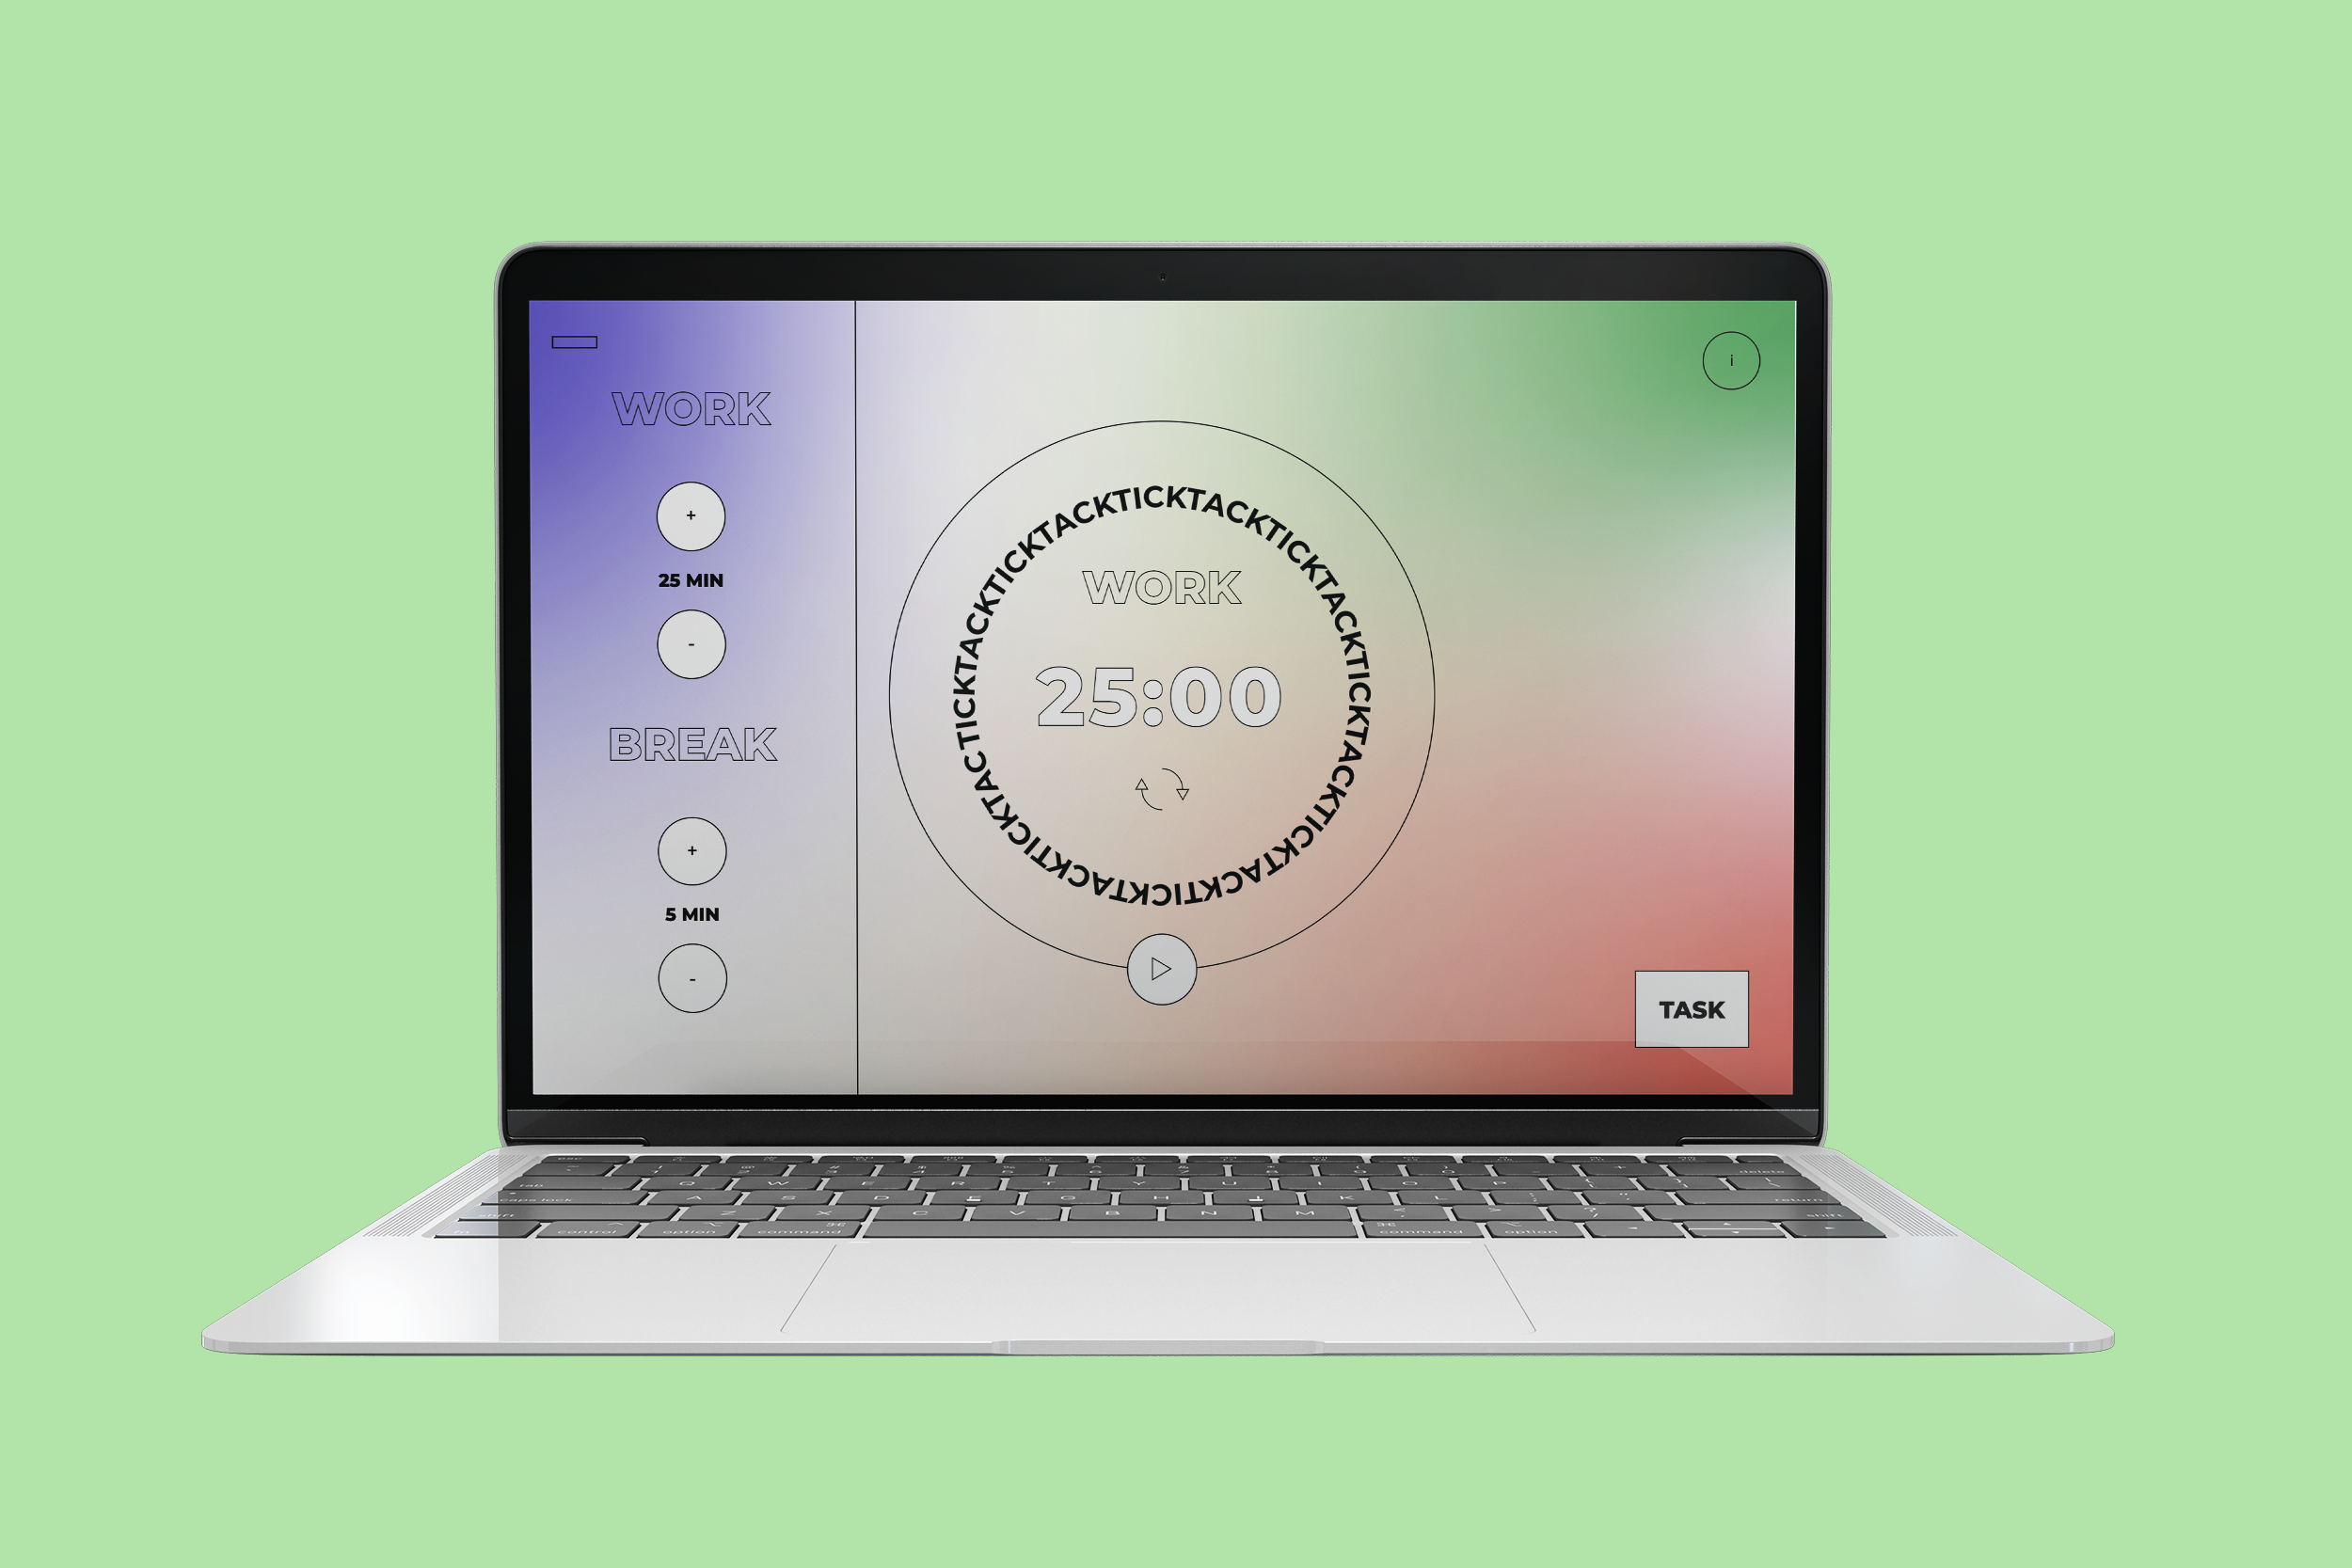 WORK
+
25 MIN
-
BREAK
+
5 MIN
-
i
TICKTACKTICKTACKTICKTACKTICKTACKTICKTACKTICKTACKTICKTACKTICKTAC
WORK
25:00
TASK
esc
delete
tab Q W E R T Y U I O P
caps lock A S D F G H J K L return
shift Z X C V B N M shift
fn control option command command option